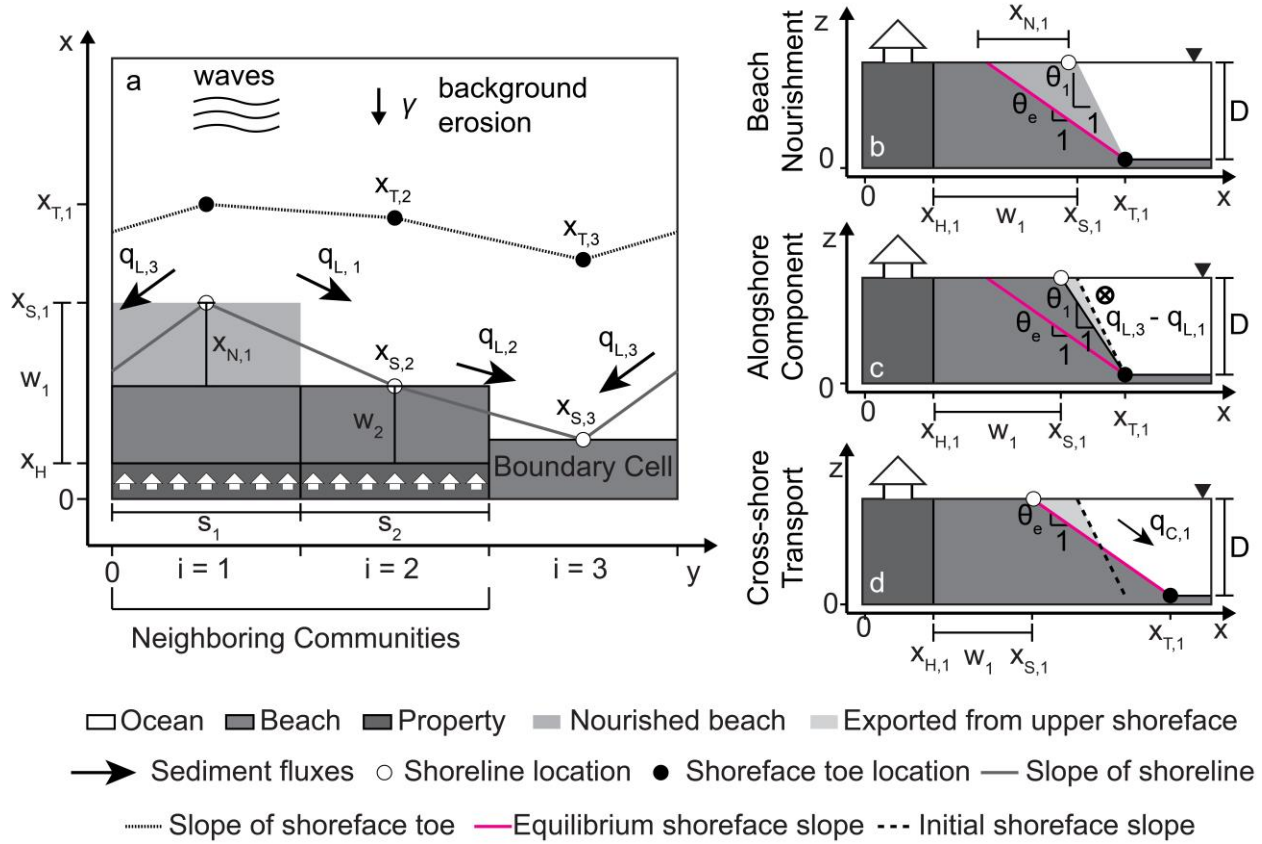 x
a
waves
γ
background
erosion
x_T,1
x_T,2
x_T,3
q_L,3
q_L, 1
x_S,1
x_N,1
x_S,2
q_L,2
q_L,3
w_1
w_2
x_S,3
x_H
Boundary Cell
0
s_1
s_2
0
i = 1
i = 2
i = 3
y
Neighboring Communities
Beach
Nourishment
z
x_N,1
θ_1
1
θ_e
1
D
b
0
0
x_H,1
w_1
x_S,1
x_T,1
x
Alongshore
Component
z
θ_1
1
θ_e
1
q_L,3 - q_L,1
D
c
0
0
x_H,1
w_1
x_S,1
x_T,1
x
Cross-shore
Transport
z
θ_e
1
q_C,1
D
d
0
0
x_H,1
w_1
x_S,1
x_T,1
x
Ocean
Beach
Property
Nourished beach
Exported from upper shoreface
Sediment fluxes
Shoreline location
Shoreface toe location
Slope of shoreline
Slope of shoreface toe
Equilibrium shoreface slope
Initial shoreface slope